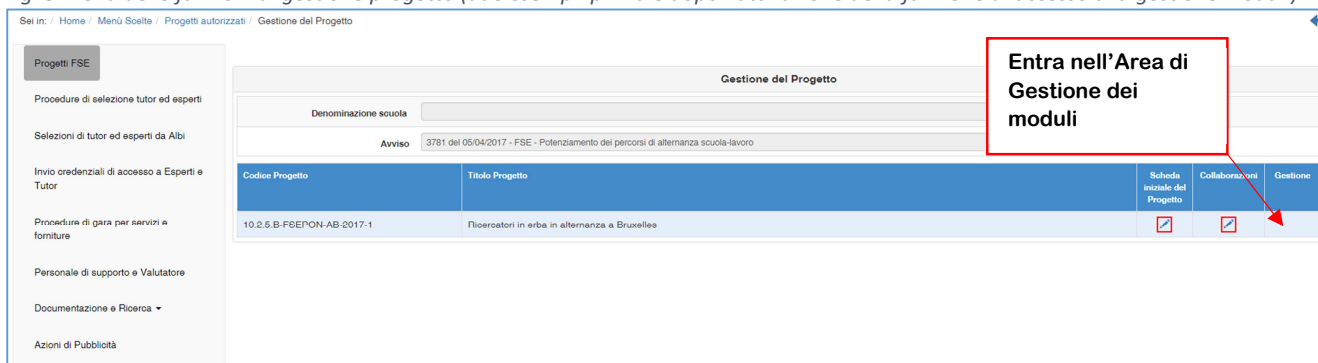 Sei in: / Home / Menù Scelte / Progetti autorizzati / Gestione del Progetto
Progetti FSE
Procedure di selezione tutor ed esperti
Selezioni di tutor ed esperti da Albi
Invio credenziali di accesso a Esperti e
Tutor
Procedure di gara per servizi e
forniture
Personale di supporto e Valutatore
Documentazione e Ricerca
Azioni di Pubblicità
Gestione del Progetto
Denominazione scuola
Avviso 3781 del 05/04/2017 - FSE - Potenziamento dei percorsi di alternanza scuola-lavoro
Entra nell'Area di
Gestione dei
moduli
Codice Progetto Titolo Progetto Scheda iniziale del Progetto Collaborazioni Gestione
10.2.5.B-FSEPON-AB-2017-1 Ricercatori in erba in alternanza a Bruxelles